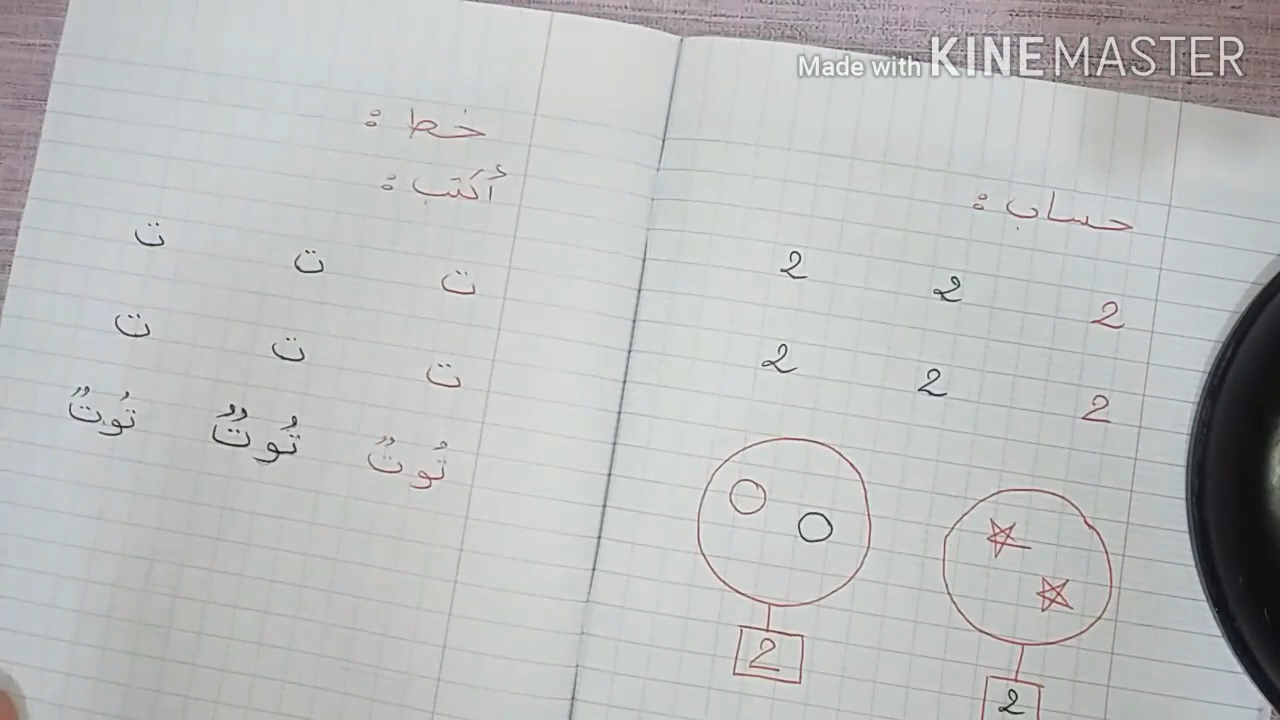 Made with KINEMASTER
حساب :
2 2 2
2 2 2
2 2
خط :
أكتب :
ت ت ت
ت ت ت
تُوتٌ تُوتٌ تُوتٌ